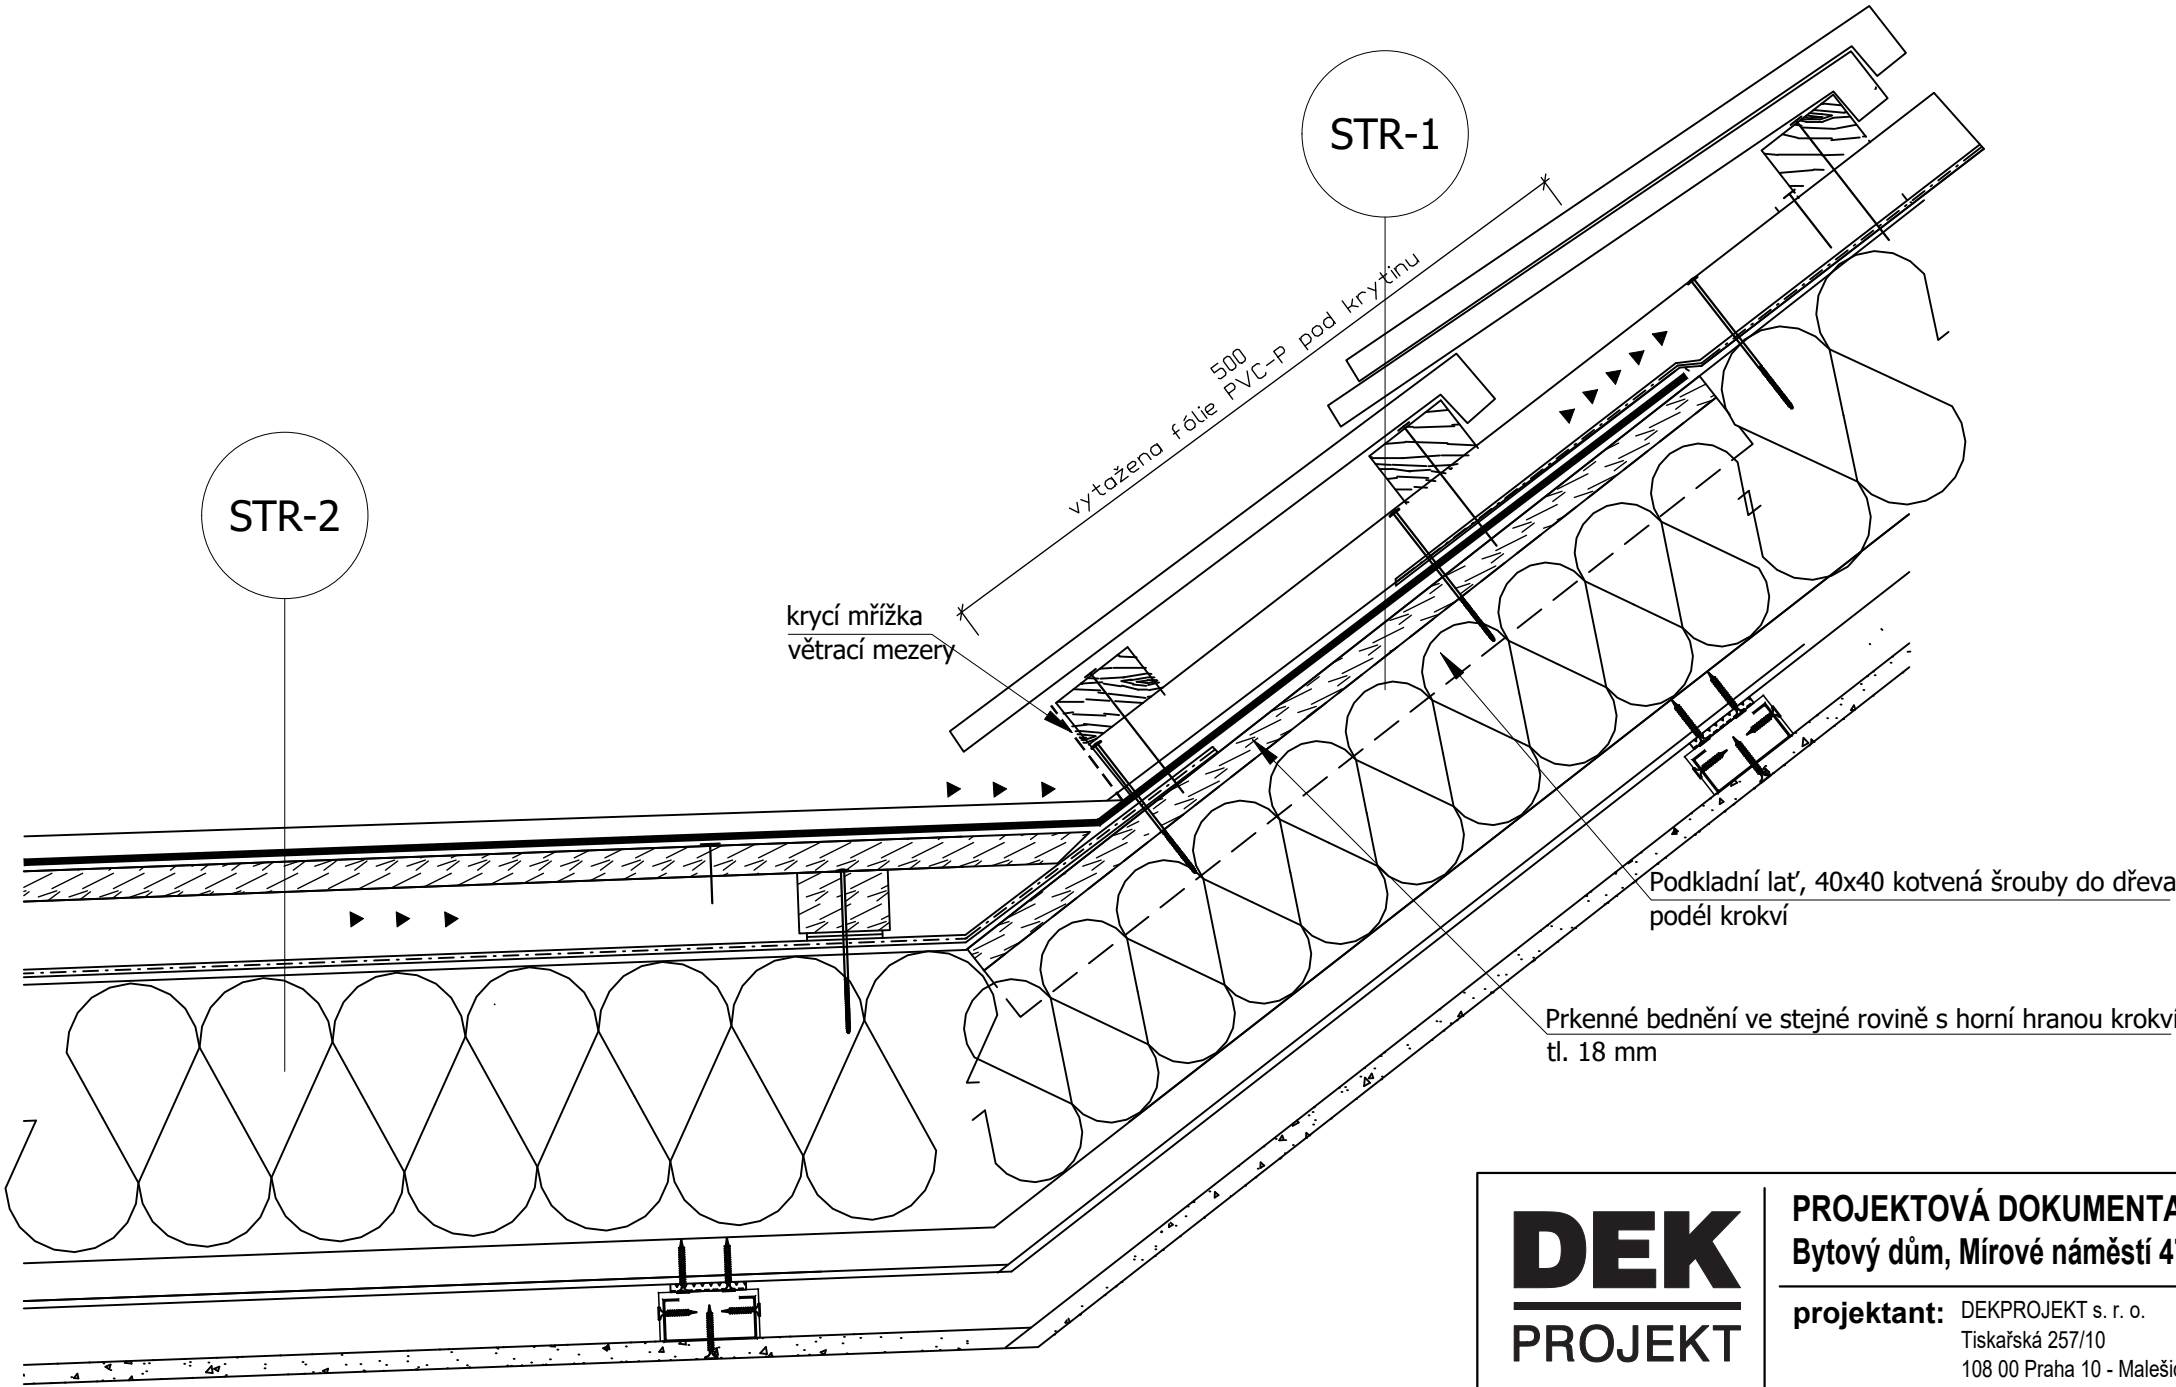 STR-1
500
vytažena fólie PVC-P pod krytinu
STR-2
krycí mřížka
větrací mezery
Podkladní lať, 40x40 kotvená šrouby do dřeva
podél krokví
Prkenné bednění ve stejné rovině s horní hranou krokví
tl. 18 mm
DEK
PROJEKT
PROJEKTOVÁ DOKUMENTA
Bytový dům, Mírové náměstí 4
projektant: DEKPROJEKT s. r. o.
Tiskařská 257/10
108 00 Praha 10 - Malešic